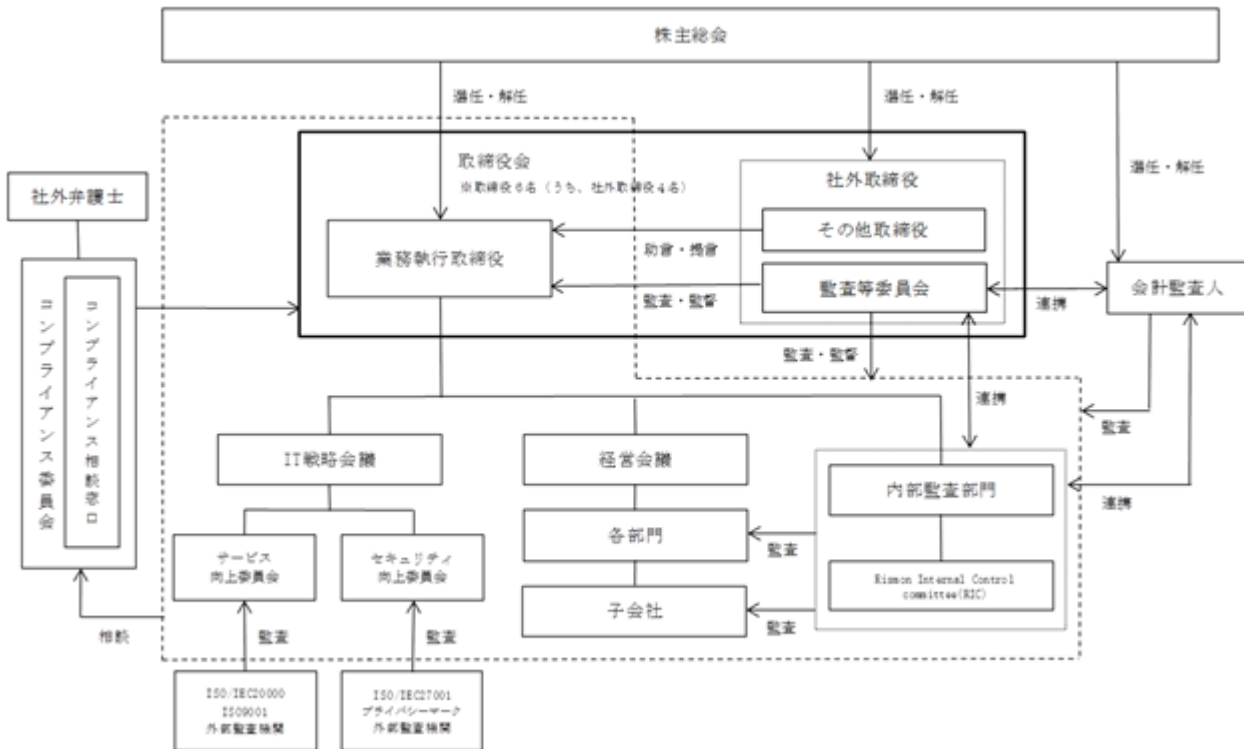 株主総会
選任・解任
選任・解任
選任・解任
取締役会
※取締役6名（うち、社外取締役4名）
社外取締役
社外弁護士
その他取締役
業務執行取締役
助言・提言
監査等委員会
会計監査人
監査・監督
連携
コンプライアンス委員会
コンプライアンス相談窓口
監査・監督
連携
監査
IT戦略会議
経営会議
内部監査部門
連携
各部門
監査
サービス
向上委員会
セキュリティ
向上委員会
Rismon Internal Control
committee(RIC)
子会社
監査
相談
監査
監査
ISO/IEC20000
ISO9001
外部監査機関
ISO/IEC27001
プライバシーマーク
外部監査機関